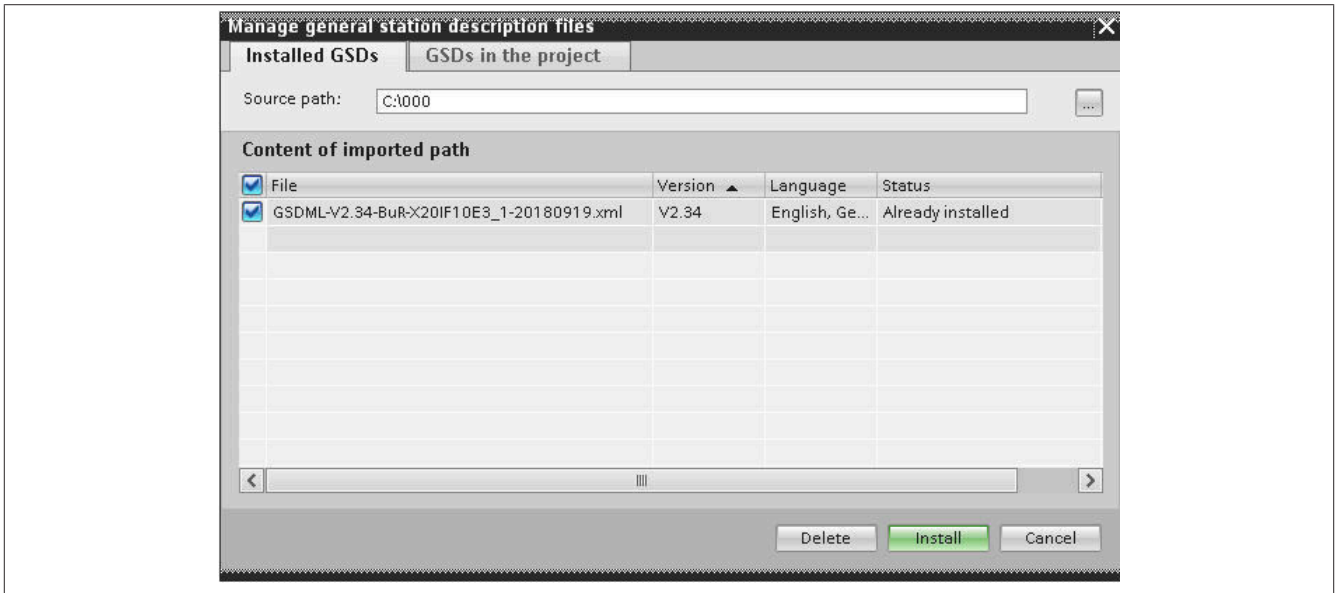 Manage general station description files
Installed GSDs GSDs in the project
Source path: C:\000 ...
Content of imported path
File Version Language Status
GSDML-V2.34-BuR-X20IF10E3_1-20180919.xml V2.34 English, Ge... Already installed
Delete Install Cancel